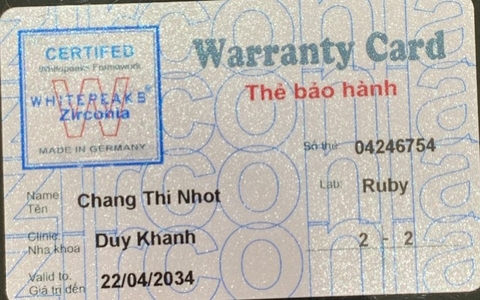 CERTIFED
Whitepeaks Framework
WHITEPEAKS®
Zirconia
MADE IN GERMANY
Warranty Card
Thẻ bảo hành
Số thẻ: 04246754
Lab: Ruby
Name
Tên
Chang Thi Nhot
Clinic
Nha khoa
Duy Khanh
2 - 2
Valid to.
Giá trị đến
22/04/2034
zirconia